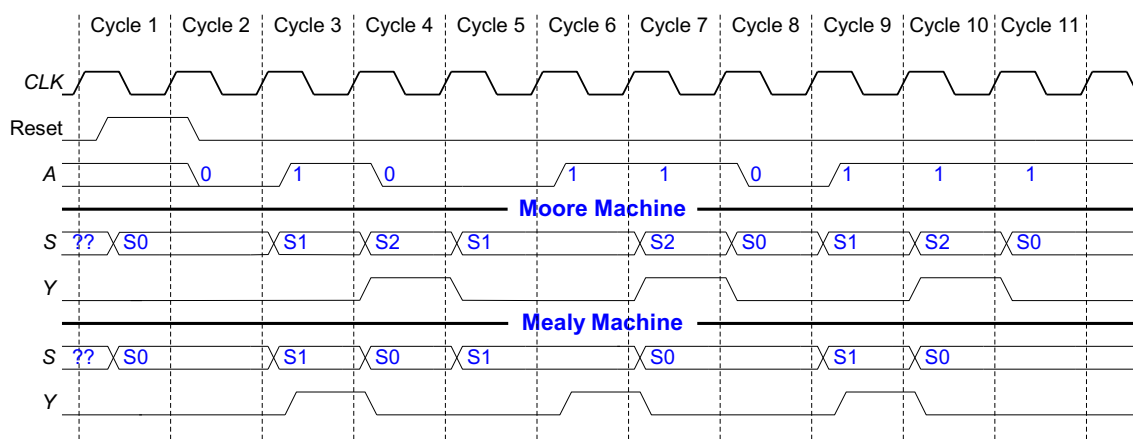 Cycle 1 Cycle 2 Cycle 3 Cycle 4 Cycle 5 Cycle 6 Cycle 7 Cycle 8 Cycle 9 Cycle 10 Cycle 11
CLK
Reset
A 0 1 0 1 1 0 1 1 1
Moore Machine
S ?? S0 S1 S2 S1 S2 S0 S1 S2 S0
Y
Mealy Machine
S ?? S0 S1 S0 S1 S0 S1 S0
Y